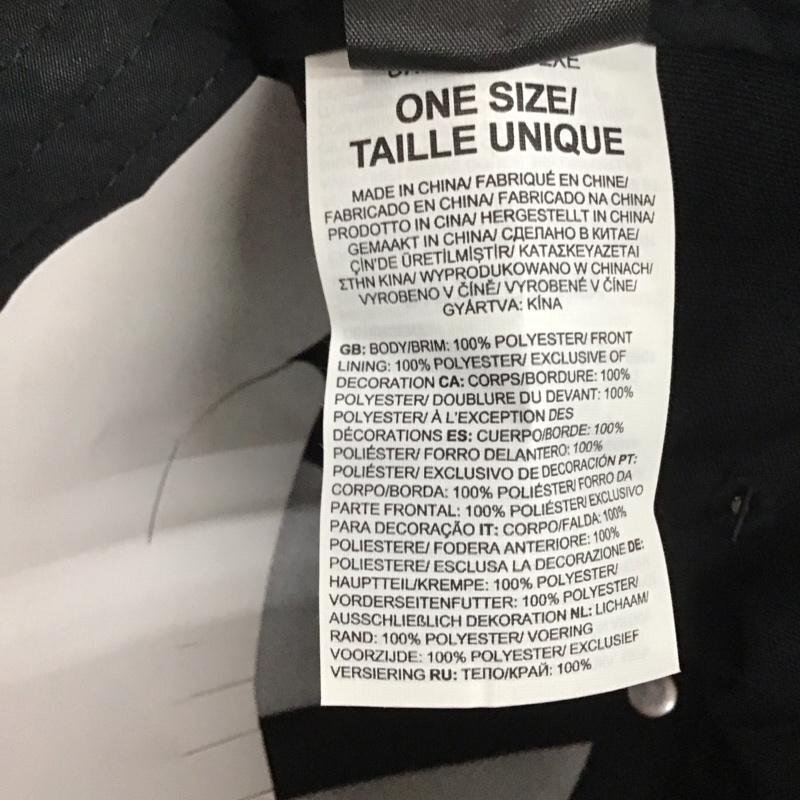 ONE SIZE/
TAILLE UNIQUE
MADE IN CHINA/ FABRIQUÉ EN CHINE/
FABRICADO EN CHINA/ FABRICADO NA CHINA/
PRODOTTO IN CINA/ HERGESTELLT IN CHINA/
GEMAAKT IN CHINA/ СДЕЛАНО В КИТАЕ/
ÇİN'DE ÜRETİLMİŞTİR/ ΚΑΤΑΣΚΕΥΑΖΕΤΑΙ
ΣΤΗΝ ΚΙΝΑ/ WYPRODUKOWANO W CHINACH/
VYROBENO V ČÍNĚ/ VYROBENÉ V ČÍNE/
GYÁRTVA: KÍNA
GB: BODY/BRIM: 100% POLYESTER/ FRONT
LINING: 100% POLYESTER/ EXCLUSIVE OF
DECORATION CA: CORPS/BORDURE: 100%
POLYESTER/ DOUBLURE DU DEVANT: 100%
POLYESTER/ À L'EXCEPTION DES
DÉCORATIONS ES: CUERPO/BORDE: 100%
POLIÉSTER/ FORRO DELANTERO: 100%
POLIÉSTER/ EXCLUSIVO DE DECORACIÓN PT:
CORPO/BORDA: 100% POLIÉSTER/ FORRO DA
PARTE FRONTAL: 100% POLIÉSTER/ EXCLUSIVO
PARA DECORAÇÃO IT: CORPO/FALDA: 100%
POLIESTERE/ FODERA ANTERIORE: 100%
POLIESTERE/ ESCLUSA LA DECORAZIONE DE:
HAUPTTEIL/KREMPE: 100% POLYESTER/
VORDERSEITENFUTTER: 100% POLYESTER/
AUSSCHLIEßLICH DEKORATION NL: LICHAAM/
RAND: 100% POLYESTER/ VOERING
VOORZIJDE: 100% POLYESTER/ EXCLUSIEF
VERSIERING RU: ТЕЛО/КРАЙ: 100%